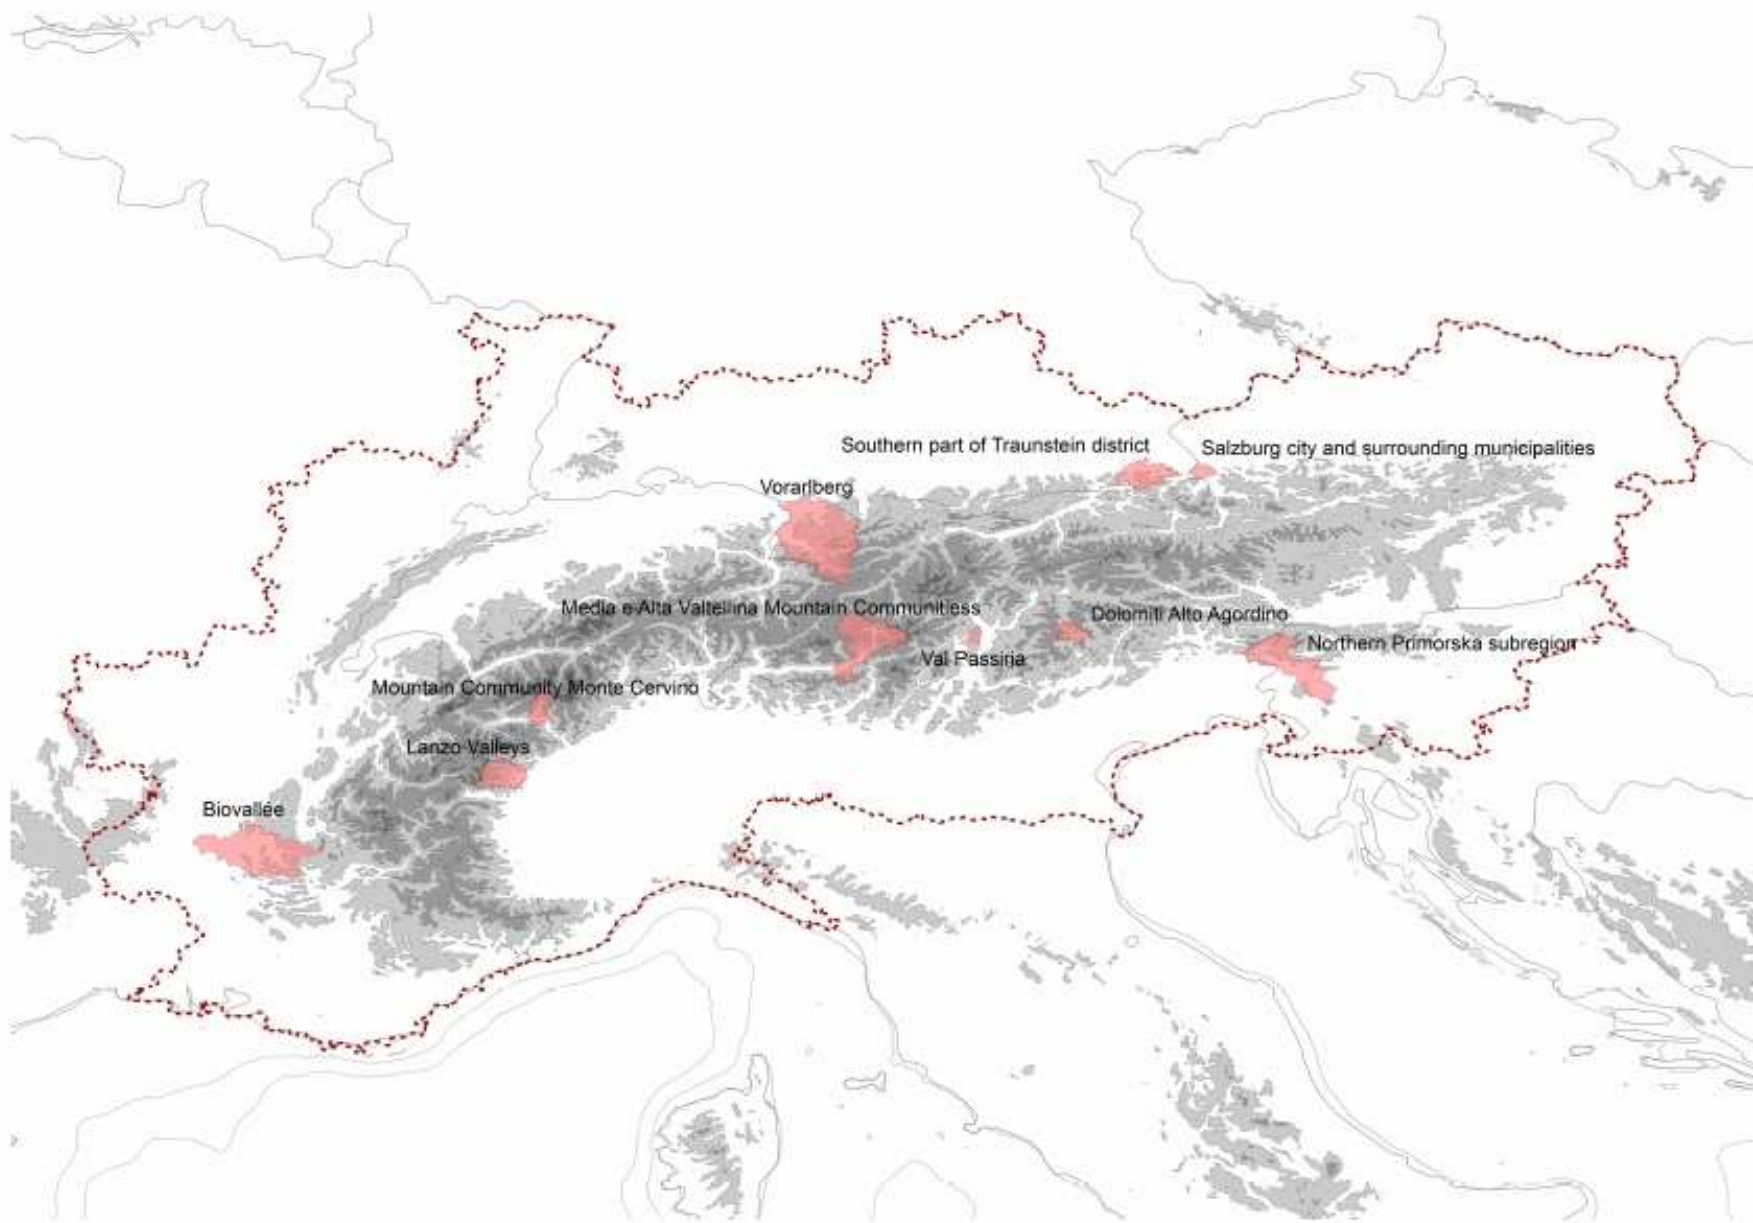 Southern part of Traunstein district
Salzburg city and surrounding municipalities
Vorarlberg
Media e Alta Valtellina Mountain Communitiess
Dolomiti Alto Agordino
Northern Primorska subregion
Val Passiria
Mountain Community Monte Cervino
Lanzo Valleys
Biovallée